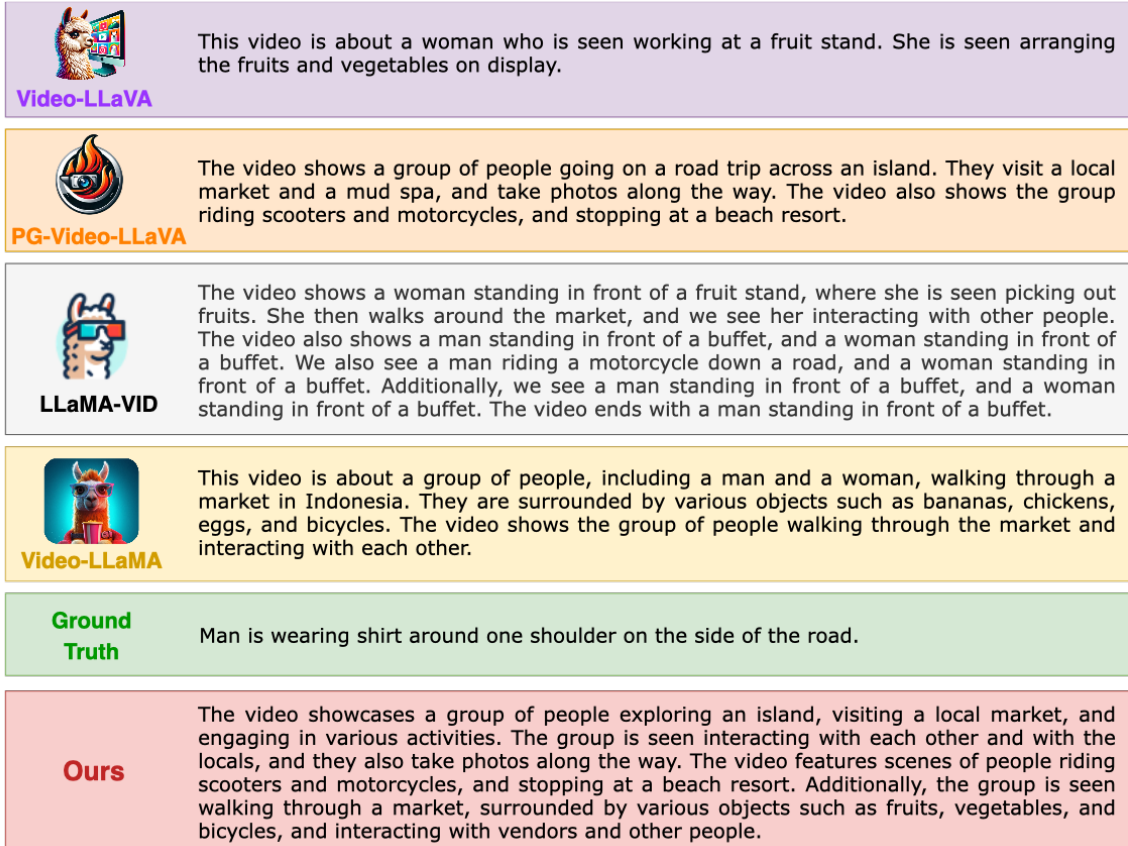 This video is about a woman who is seen working at a fruit stand. She is seen arranging
the fruits and vegetables on display.
Video-LLaVA
The video shows a group of people going on a road trip across an island. They visit a local
market and a mud spa, and take photos along the way. The video also shows the group
riding scooters and motorcycles, and stopping at a beach resort.
PG-Video-LLaVA
The video shows a woman standing in front of a fruit stand, where she is seen picking out
fruits. She then walks around the market, and we see her interacting with other people.
The video also shows a man standing in front of a buffet, and a woman standing in front of
a buffet. We also see a man riding a motorcycle down a road, and a woman standing in
front of a buffet. Additionally, we see a man standing in front of a buffet, and a woman
standing in front of a buffet. The video ends with a man standing in front of a buffet.
LLaMA-VID
This video is about a group of people, including a man and a woman, walking through a
market in Indonesia. They are surrounded by various objects such as bananas, chickens,
eggs, and bicycles. The video shows the group of people walking through the market and
interacting with each other.
Video-LLaMA
Ground
Truth
Man is wearing shirt around one shoulder on the side of the road.
Ours
The video showcases a group of people exploring an island, visiting a local market, and
engaging in various activities. The group is seen interacting with each other and with the
locals, and they also take photos along the way. The video features scenes of people riding
scooters and motorcycles, and stopping at a beach resort. Additionally, the group is seen
walking through a market, surrounded by various objects such as fruits, vegetables, and
bicycles, and interacting with vendors and other people.